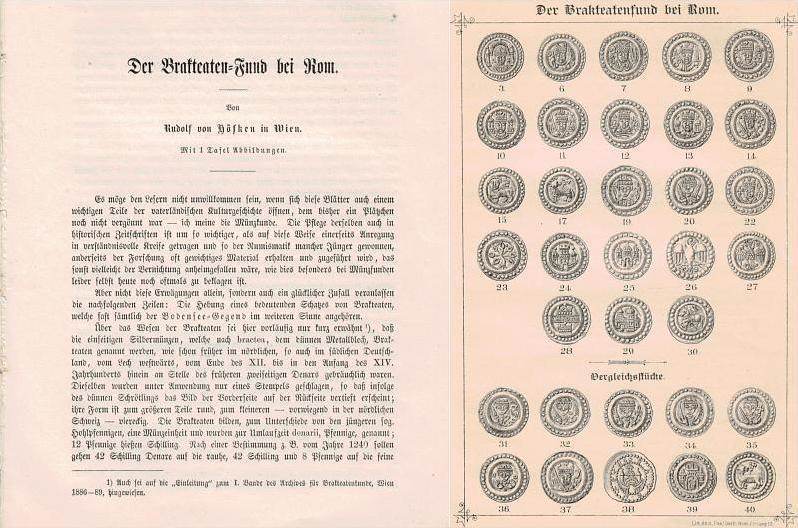 Der Brakteaten-Fund bei Rom.
Von
Rudolf von Höfken in Wien.
Mit 1 Tafel Abbildungen.
Es möge den Lesern nicht unwillkommen sein, wenn sich diese Blätter auch einem
wichtigen Teile der vaterländischen Kulturgeschichte öffnen, dem bisher ein Plätzchen
noch nicht vergönnt war — ich meine die Münzkunde. Die Pflege derselben auch in
historischen Zeitschriften ist um so wichtiger, als auf diese Weise einerseits Anregung
in verständnisvolle Kreise getragen und so der Numismatik mancher Jünger gewonnen,
anderseits der Forschung oft gewichtiges Material erhalten und zugeführt wird, das
sonst vielleicht der Vernichtung anheimgefallen wäre, wie dies besonders bei Münzfunden
leider selbst heute noch oftmals zu beklagen ist.
Aber nicht diese Erwägungen allein, sondern auch ein glücklicher Zufall veranlassen
die nachfolgenden Zeilen: Die Hebung eines bedeutenden Schatzes von Brakteaten,
welche fast sämtlich der Bodensee-Gegend im weiteren Sinne angehören.
Über das Wesen der Brakteaten sei hier vorläufig nur kurz erwähnt¹), daß
die einseitigen Silbermünzen, welche nach bractea, dem dünnen Metallblech, Brak-
teaten genannt werden, wie schon früher im nördlichen, so auch im südlichen Deutsch-
land, vom Lech westwärts, vom Ende des XII. bis in den Anfang des XIV.
Jahrhunderts hinein an Stelle des früheren zweiseitigen Denars gebräuchlich waren.
Dieselben wurden unter Anwendung nur eines Stempels geschlagen, so daß infolge
des dünnen Schrötlings das Bild der Vorderseite auf der Rückseite vertieft erscheint;
ihre Form ist zum größeren Teile rund, zum kleineren — vorwiegend in der nördlichen
Schweiz — viereckig. Die Brakteaten bilden, zum Unterschiede von den jüngeren sog.
Hohlpfennigen, eine Münzeinheit und wurden zur Umlaufzeit denarii, Pfennige, genannt;
12 Pfennige hießen Schilling. Nach einer Bestimmung z. B. vom Jahre 1240 sollen
gehen 42 Schilling Denare auf die rauhe, 42 Schilling und 8 Pfennige auf die feine
1) Auch sei auf die „Einleitung“ zum I. Bande des Archives für Brakteatenkunde, Wien
1886—89, hingewiesen.
Der Brakteatenfund bei Rom.
3 6 7 8 9
10 11 12 13 14
15 17 19 20 22
23 24 25 26 27
28 29 30
Vergleichsstücke.
31 32 33 34 35
36 37 38 39 40